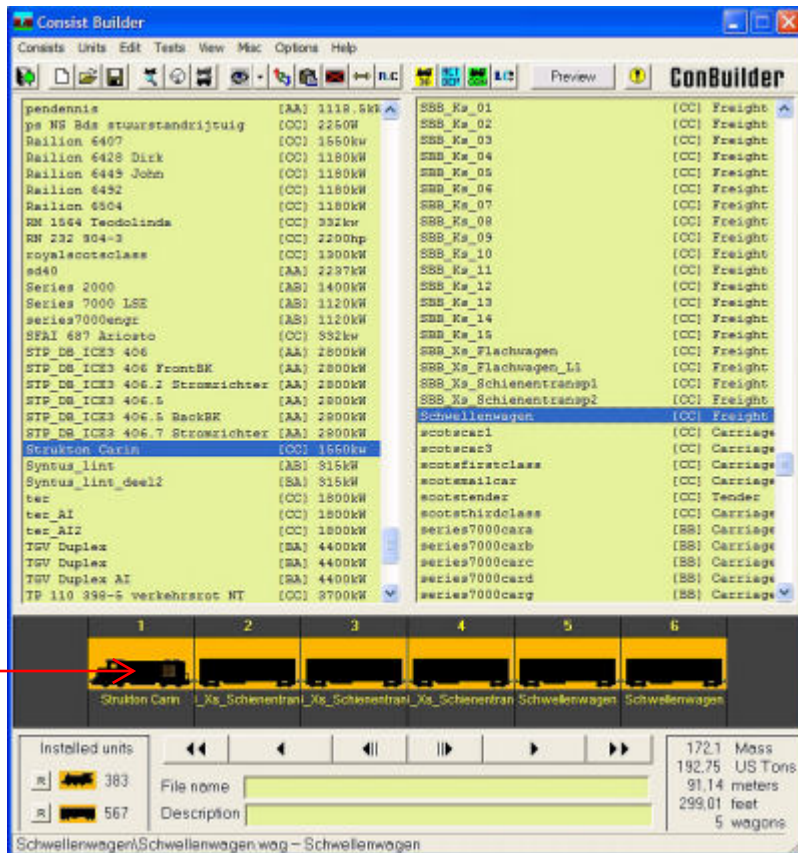 Consist Builder
Consists Units Edit Tests View Misc Options Help
Preview ConBuilder
pendennis [AA] 1118.5kW
ps NS Bds stuurstandrijtuig [CC] 2250W
Railion 6407 [CC] 1560kw
Railion 6428 Dirk [CC] 1180kW
Railion 6449 John [CC] 1180kW
Railion 6492 [CC] 1180kW
Railion 6504 [CC] 1180kW
RN 1564 Teodolinda [CC] 332kw
RN 232 904-3 [CC] 2200hp
royalscotsclass [CC] 1300kW
sd40 [AA] 2237kW
Series 2000 [AB] 1400kW
Series 7000 LSE [AB] 1120kW
series7000engr [AB] 1120kW
SFAI 687 Ariosto [CC] 332kw
STP_DB_ICE3 406 [AA] 2800kW
STP_DB_ICE3 406 FrontBK [AA] 2800kW
STP_DB_ICE3 406.2 Stromrichter [AA] 2800kW
STP_DB_ICE3 406.5 [AA] 2800kW
STP_DB_ICE3 406.5 BackBK [AA] 2800kW
STP_DB_ICE3 406.7 Stromrichter [AA] 2800kW
Strukton Carin [CC] 1560kw
Syntus_lint [AB] 315kW
Syntus_lint_deel2 [BA] 315kW
ter [CC] 1800kW
ter_AI [CC] 1800kW
ter_AI2 [CC] 1800kW
TGV Duplex [BA] 4400kW
TGV Duplex [BA] 4400kW
TGV Duplex AI [BA] 4400kW
TP 110 398-5 verkehrsrot NT [CC] 3700kW
SBB_Ks_01 [CC] Freight
SBB_Ks_02 [CC] Freight
SBB_Ks_03 [CC] Freight
SBB_Ks_04 [CC] Freight
SBB_Ks_05 [CC] Freight
SBB_Ks_06 [CC] Freight
SBB_Ks_07 [CC] Freight
SBB_Ks_08 [CC] Freight
SBB_Ks_09 [CC] Freight
SBB_Ks_10 [CC] Freight
SBB_Ks_11 [CC] Freight
SBB_Ks_12 [CC] Freight
SBB_Ks_13 [CC] Freight
SBB_Ks_14 [CC] Freight
SBB_Ks_15 [CC] Freight
SBB_Xs_Flachwagen [CC] Freight
SBB_Xs_Flachwagen_L1 [CC] Freight
SBB_Xs_Schienentransp1 [CC] Freight
SBB_Xs_Schienentransp2 [CC] Freight
Schwellenwagen [CC] Freight
scotscar1 [CC] Carriage
scotscar3 [CC] Carriage
scotsfirstclass [CC] Carriage
scotsmailcar [CC] Carriage
scotstender [CC] Tender
scotsthirdclass [CC] Carriage
series7000cara [BB] Carriage
series7000carb [BB] Carriage
series7000carc [BB] Carriage
series7000card [BB] Carriage
series7000carg [BB] Carriage
1 2 3 4 5 6
Strukton Carin i_Xs_Schienentran i_Xs_Schienentran i_Xs_Schienentran Schwellenwagen Schwellenwagen
Installed units
R 383
R 567
File name
Description
172.1 Mass
192,75 US Tons
91,14 meters
299,01 feet
5 wagons
Schwellenwagen\Schwellenwagen.wag – Schwellenwagen